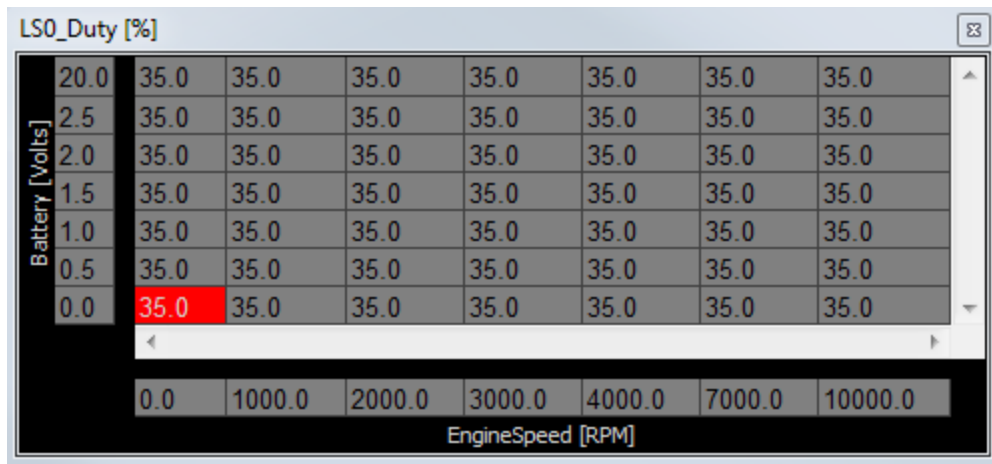 LS0_Duty [%]
20.0 35.0 35.0 35.0 35.0 35.0 35.0 35.0
2.5 35.0 35.0 35.0 35.0 35.0 35.0 35.0
2.0 35.0 35.0 35.0 35.0 35.0 35.0 35.0
1.5 35.0 35.0 35.0 35.0 35.0 35.0 35.0
1.0 35.0 35.0 35.0 35.0 35.0 35.0 35.0
0.5 35.0 35.0 35.0 35.0 35.0 35.0 35.0
0.0 35.0 35.0 35.0 35.0 35.0 35.0 35.0
Battery [Volts]
0.0 1000.0 2000.0 3000.0 4000.0 7000.0 10000.0
EngineSpeed [RPM]